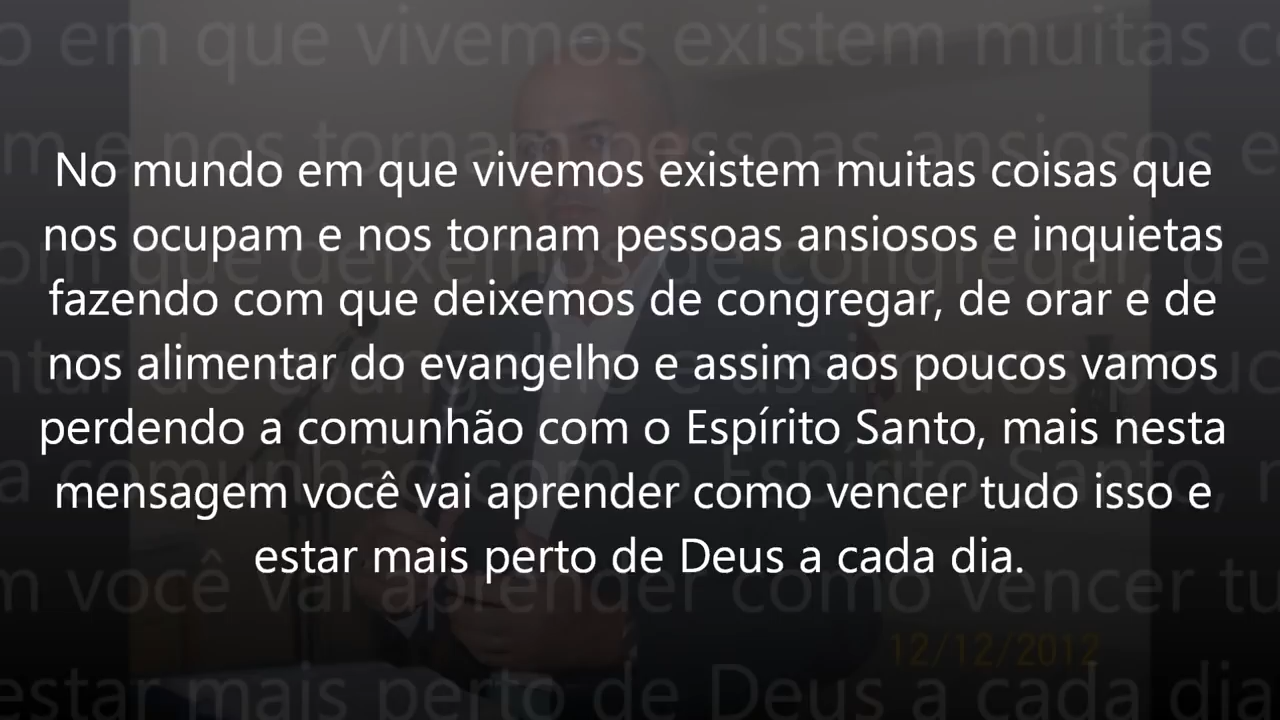 No mundo em que vivemos existem muitas coisas que
nos ocupam e nos tornam pessoas ansiosos e inquietas
fazendo com que deixemos de congregar, de orar e de
nos alimentar do evangelho e assim aos poucos vamos
perdendo a comunhão com o Espírito Santo, mais nesta
mensagem você vai aprender como vencer tudo isso e
estar mais perto de Deus a cada dia.
12/12/2012